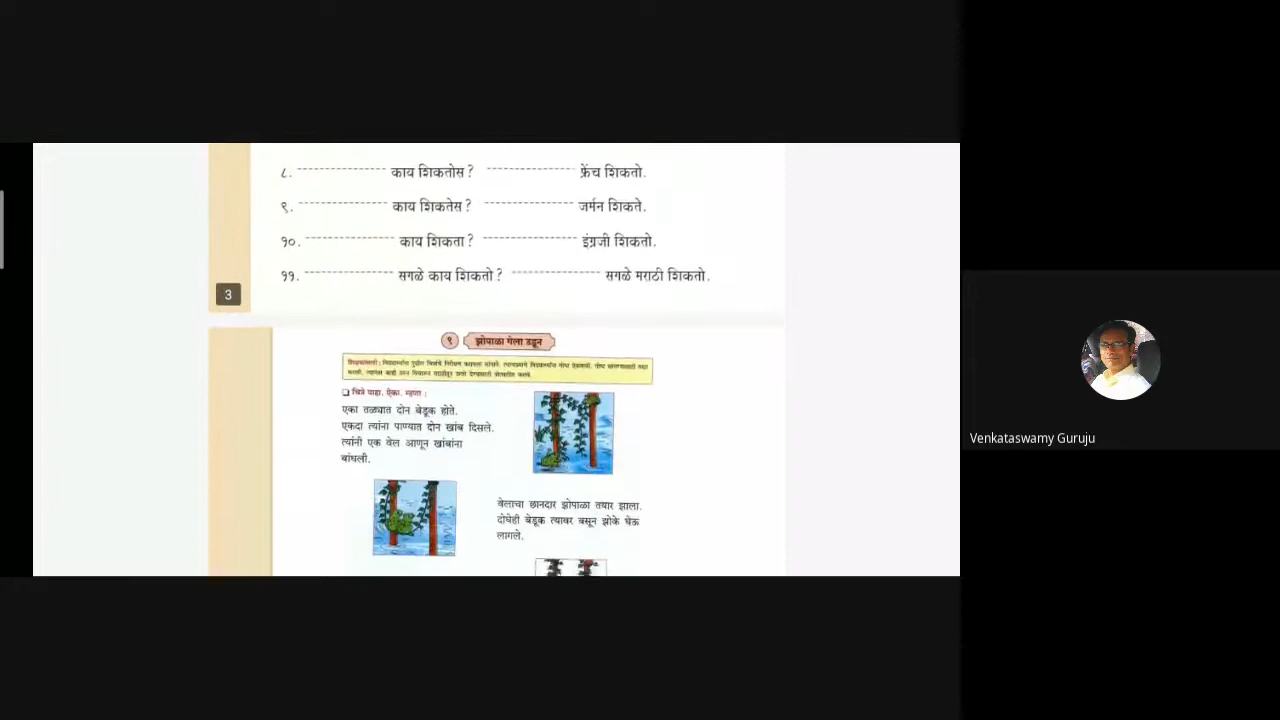 ८. ---------------- काय शिकतोस ? ---------------- फ्रेंच शिकतो.
९. ---------------- काय शिकतेस ? ---------------- जर्मन शिकते.
१०. ---------------- काय शिकता ? ---------------- इंग्रजी शिकतो.
११. ---------------- सगळे काय शिकतो ? ---------------- सगळे मराठी शिकतो.
3
९ झोपाळा गेला उडून
❑ चित्रे पाहा. ऐका. म्हणा :
एका तळ्यात दोन बेडूक होते.
एकदा त्यांना पाण्यात दोन खांब दिसले.
त्यांनी एक वेल आणून खांबांना
बांधली.
वेलाचा छानदार झोपाळा तयार झाला.
दोघेही बेडूक त्यावर बसून झोके घेऊ
लागले.
Venkataswamy Guruju